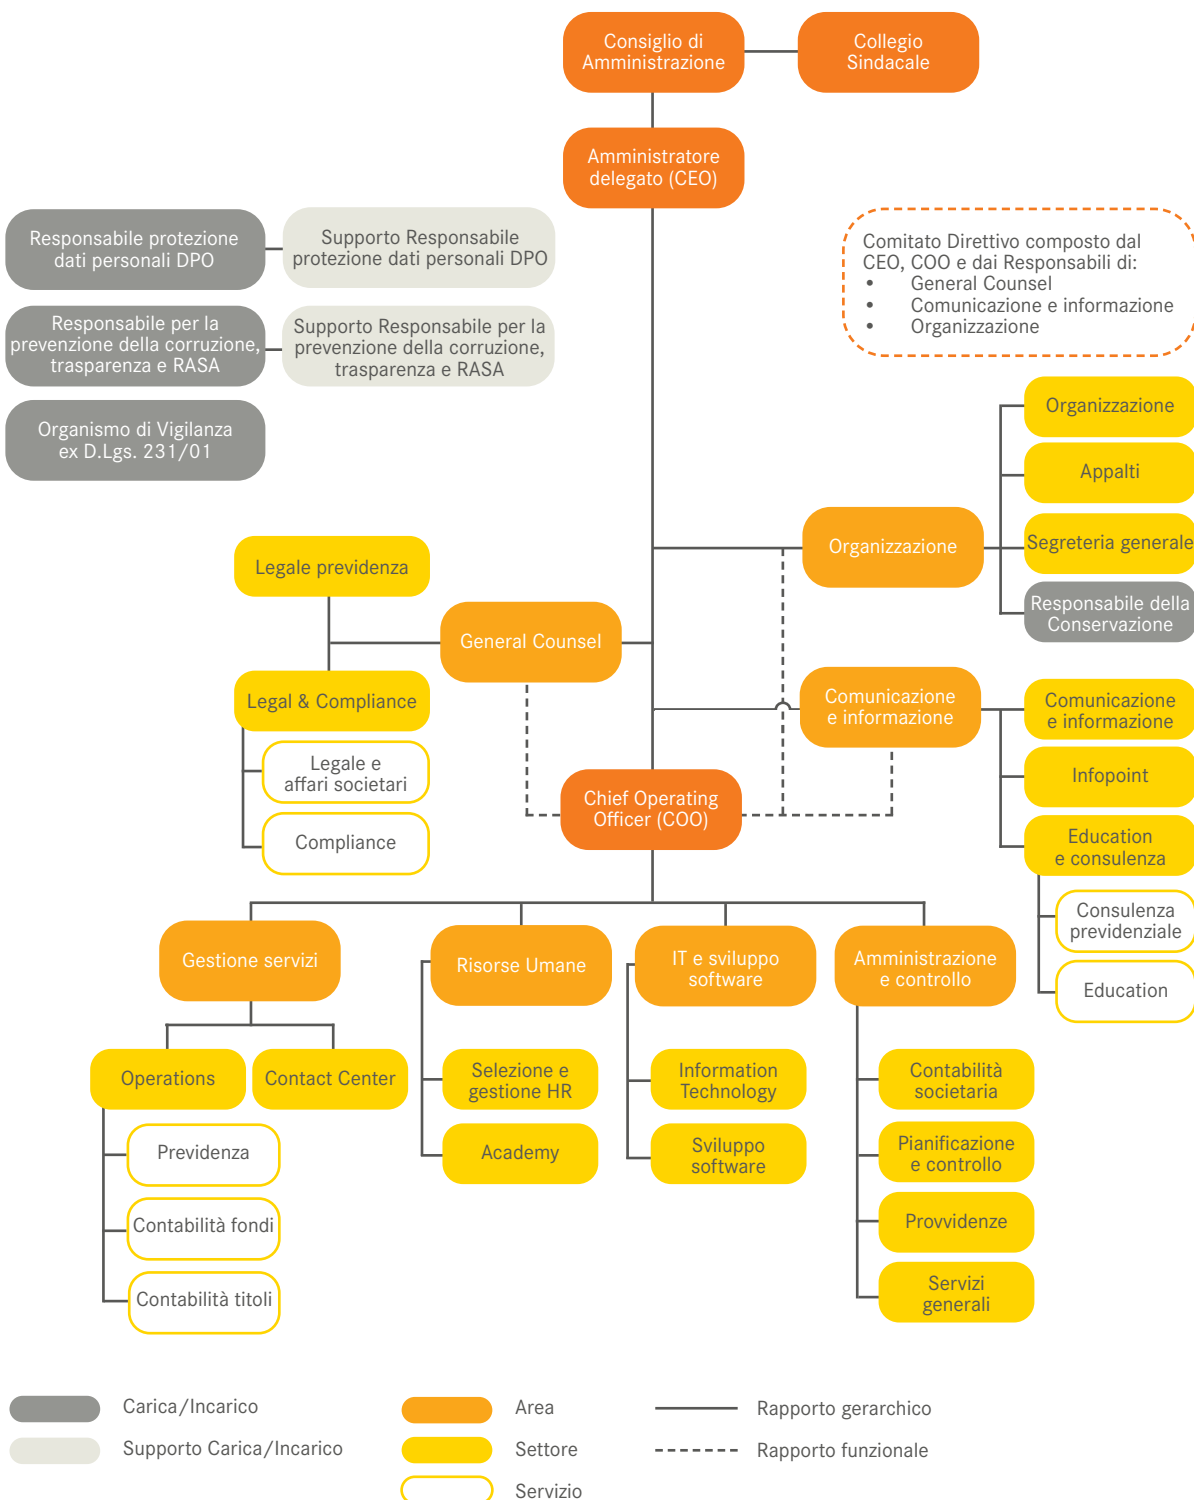 Consiglio di
Amministrazione
Collegio
Sindacale
Amministratore
delegato (CEO)
Responsabile protezione
dati personali DPO
Supporto Responsabile
protezione dati personali DPO
Responsabile per la
prevenzione della corruzione,
trasparenza e RASA
Supporto Responsabile per la
prevenzione della corruzione,
trasparenza e RASA
Organismo di Vigilanza
ex D.Lgs. 231/01
Comitato Direttivo composto dal
CEO, COO e dai Responsabili di:
• General Counsel
• Comunicazione e informazione
• Organizzazione
Organizzazione
Appalti
Organizzazione
Segreteria generale
Responsabile della
Conservazione
Legale previdenza
General Counsel
Legal & Compliance
Legale e
affari societari
Compliance
Comunicazione
e informazione
Comunicazione
e informazione
Infopoint
Education
e consulenza
Consulenza
previdenziale
Education
Chief Operating
Officer (COO)
Gestione servizi
Risorse Umane
IT e sviluppo
software
Amministrazione
e controllo
Operations
Contact Center
Previdenza
Contabilità fondi
Contabilità titoli
Selezione e
gestione HR
Academy
Information
Technology
Sviluppo
software
Contabilità
societaria
Pianificazione
e controllo
Provvidenze
Servizi
generali
Carica/Incarico
Supporto Carica/Incarico
Area
Settore
Servizio
Rapporto gerarchico
Rapporto funzionale